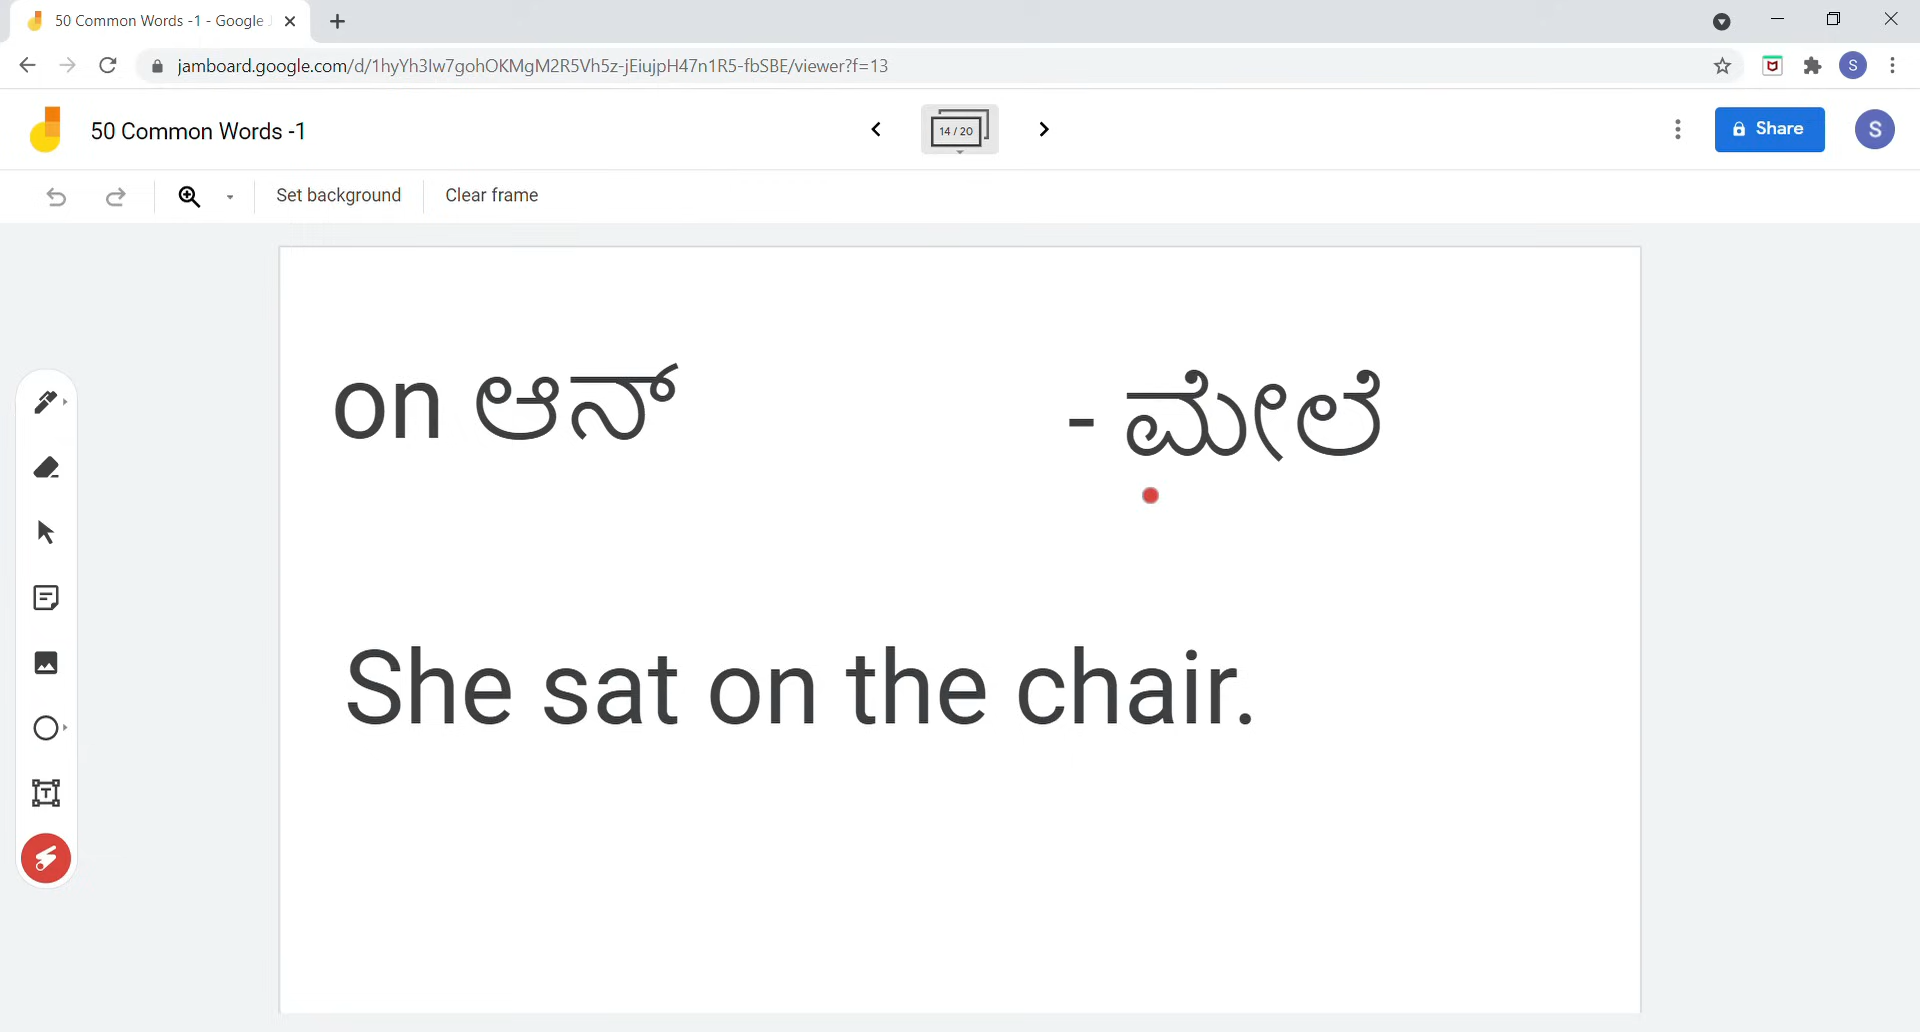 50 Common Words -1 - Google J
jamboard.google.com/d/1hyYh3Iw7gohOKMgM2R5Vh5z-jEiujpH47n1R5-fbSBE/viewer?f=13
S
50 Common Words -1
14 / 20
Share
S
Set background
Clear frame
on ಆನ್ - ಮೇಲೆ
She sat on the chair.